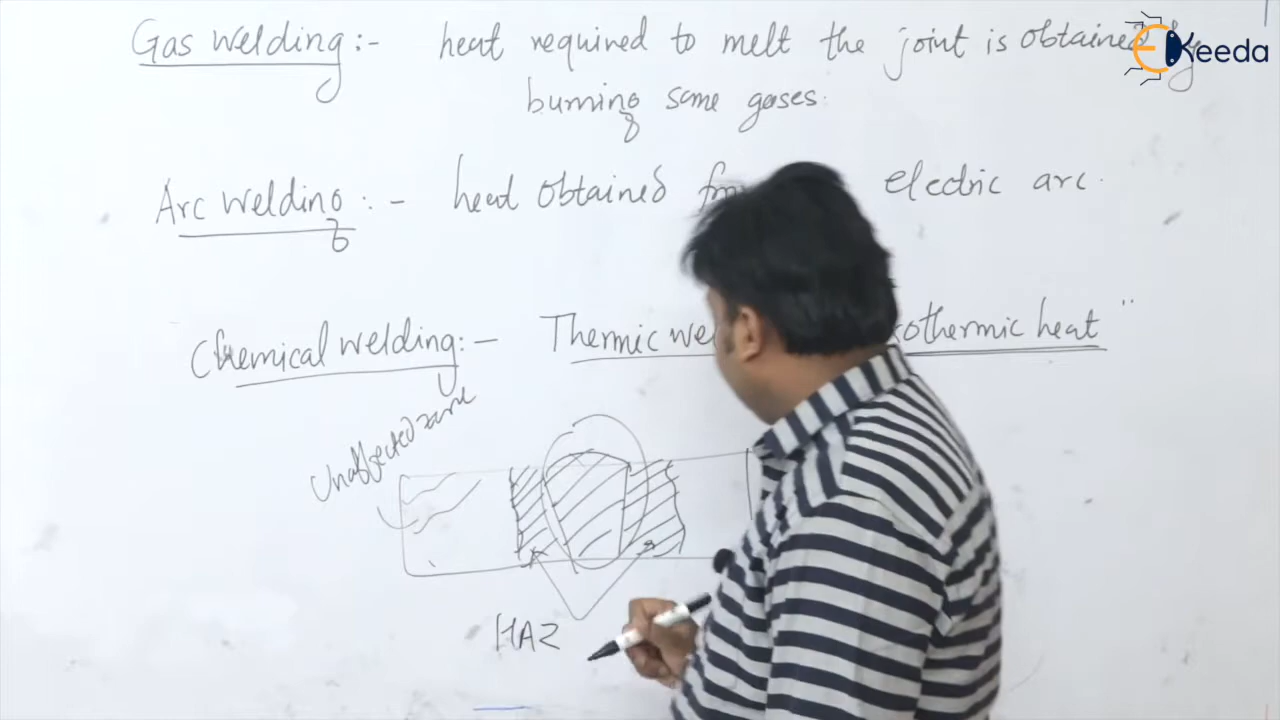 Gas welding :- heat required to melt the joint is obtained by
burning some gases.
Arc welding :- heat obtained electric arc.
Chemical welding :- Thermic heat"
Unaffected zone
HAZ
Keeda